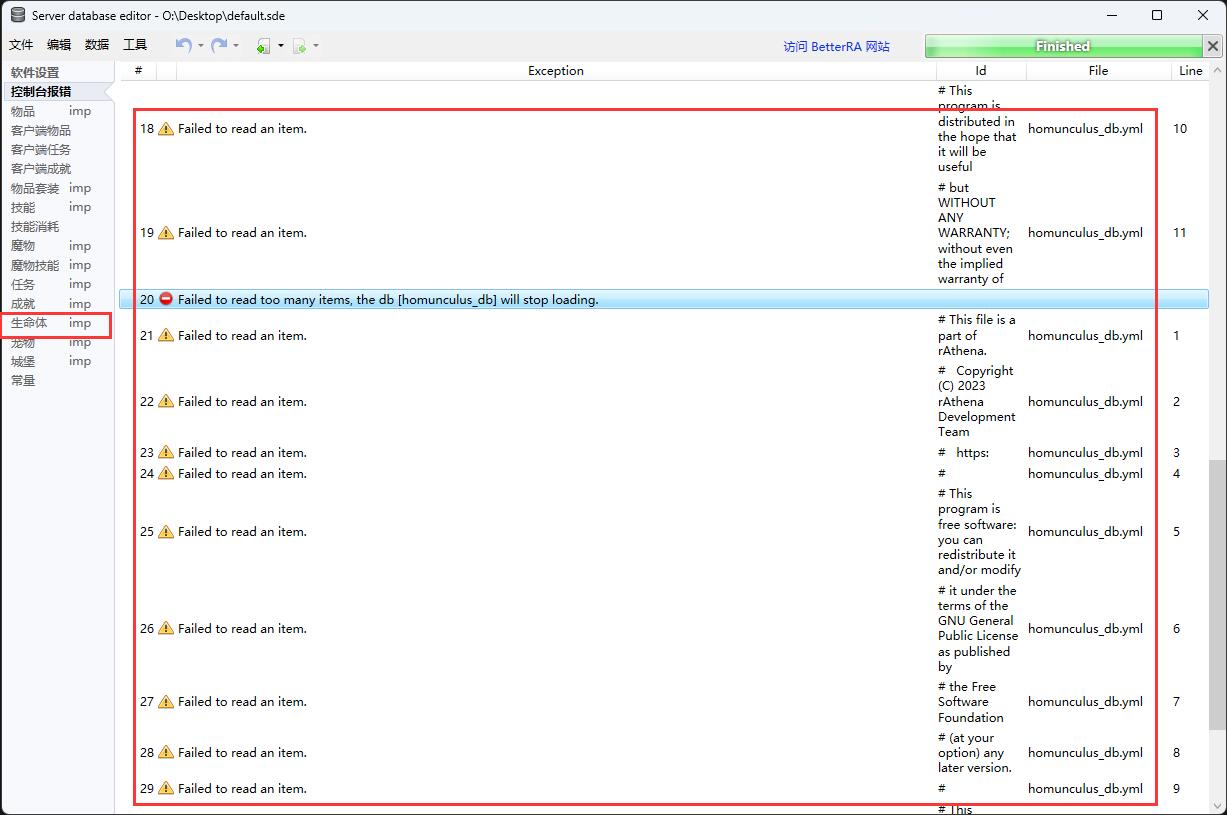 Server database editor - O:\Desktop\default.sde
文件 编辑 数据 工具 访问 BetterRA 网站 Finished
软件设置
控制台报错
物品 imp
客户端物品
客户端任务
客户端成就
物品套装 imp
技能 imp
技能消耗
魔物 imp
魔物技能 imp
任务 imp
成就 imp
生命体 imp
宠物 imp
城堡 imp
常量
# Exception Id File Line
# This
program is
distributed in
18 Failed to read an item. the hope that homunculus_db.yml 10
it will be
useful
# but
WITHOUT
ANY
19 Failed to read an item. WARRANTY; homunculus_db.yml 11
without even
the implied
warranty of
20 Failed to read too many items, the db [homunculus_db] will stop loading.
# This file is a
21 Failed to read an item. part of homunculus_db.yml 1
rAthena.
# Copyright
(C) 2023
22 Failed to read an item. rAthena homunculus_db.yml 2
Development
Team
23 Failed to read an item. # https: homunculus_db.yml 3
24 Failed to read an item. # homunculus_db.yml 4
# This
program is
25 Failed to read an item. free software: homunculus_db.yml 5
you can
redistribute it
and/or modify
# it under the
terms of the
26 Failed to read an item. GNU General homunculus_db.yml 6
Public License
as published
by
# the Free
27 Failed to read an item. Software homunculus_db.yml 7
Foundation
# (at your
28 Failed to read an item. option) any homunculus_db.yml 8
later version.
29 Failed to read an item. # homunculus_db.yml 9
# This